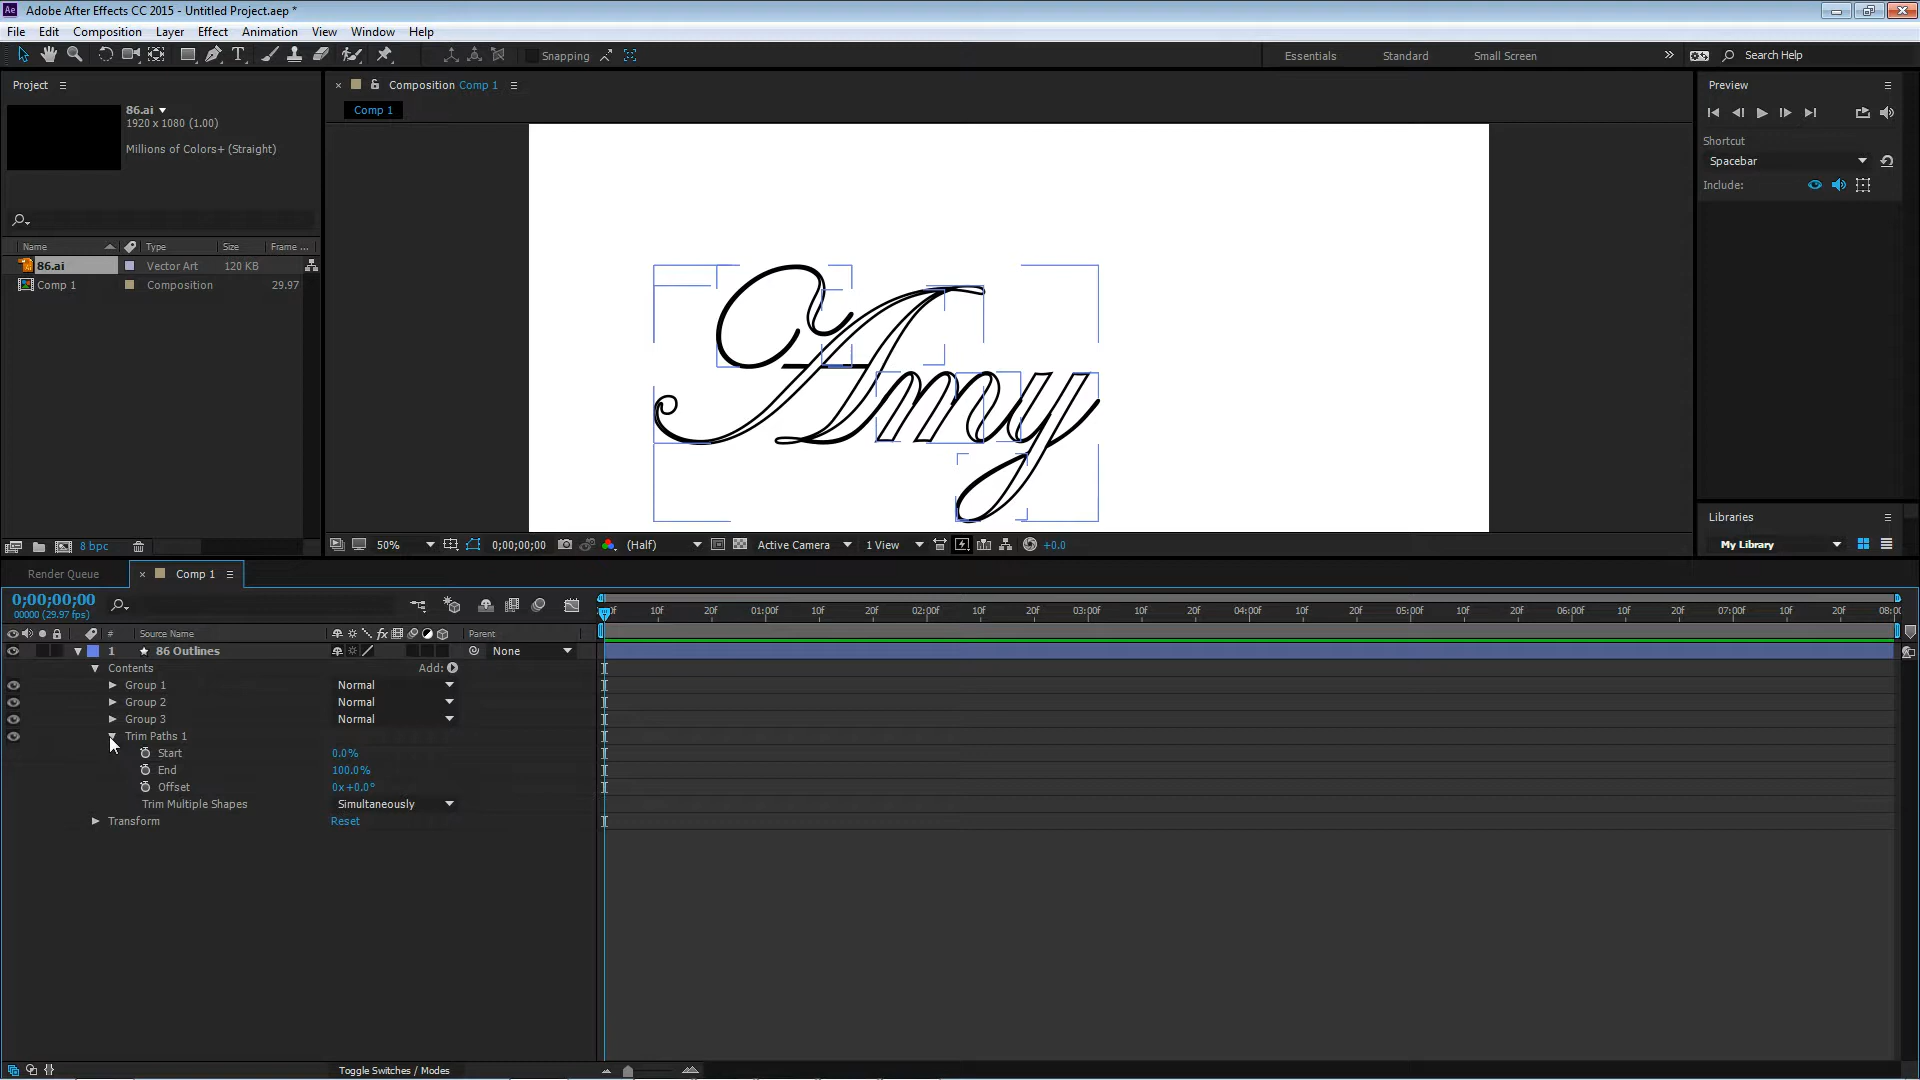 Adobe After Effects CC 2015 - Untitled Project.aep *
File Edit Composition Layer Effect Animation View Window Help
Snapping
Essentials Standard Small Screen Search Help
Project
86.ai
1920 x 1080 (1.00)
Millions of Colors+ (Straight)
Name Type Size Frame ...
86.ai Vector Art 120 KB
Comp 1 Composition 29.97
8 bpc
Composition Comp 1
Comp 1
Amy
50% 0;00;00;00 (Half) Active Camera 1 View +0.0
Preview
Shortcut
Spacebar
Include:
Libraries
My Library
Render Queue Comp 1
0;00;00;00
00000 (29.97 fps)
10f 20f 01:00f 10f 20f 02:00f 10f 20f 03:00f 10f 20f 04:00f 10f 20f 05:00f 10f 20f 06:00f 10f 20f 07:00f 10f 20f
# Source Name fx Parent
1 86 Outlines None
Contents Add:
Group 1 Normal
Group 2 Normal
Group 3 Normal
Trim Paths 1
Start 0.0%
End 100.0%
Offset 0x+0.0°
Trim Multiple Shapes Simultaneously
Transform Reset
Toggle Switches / Modes